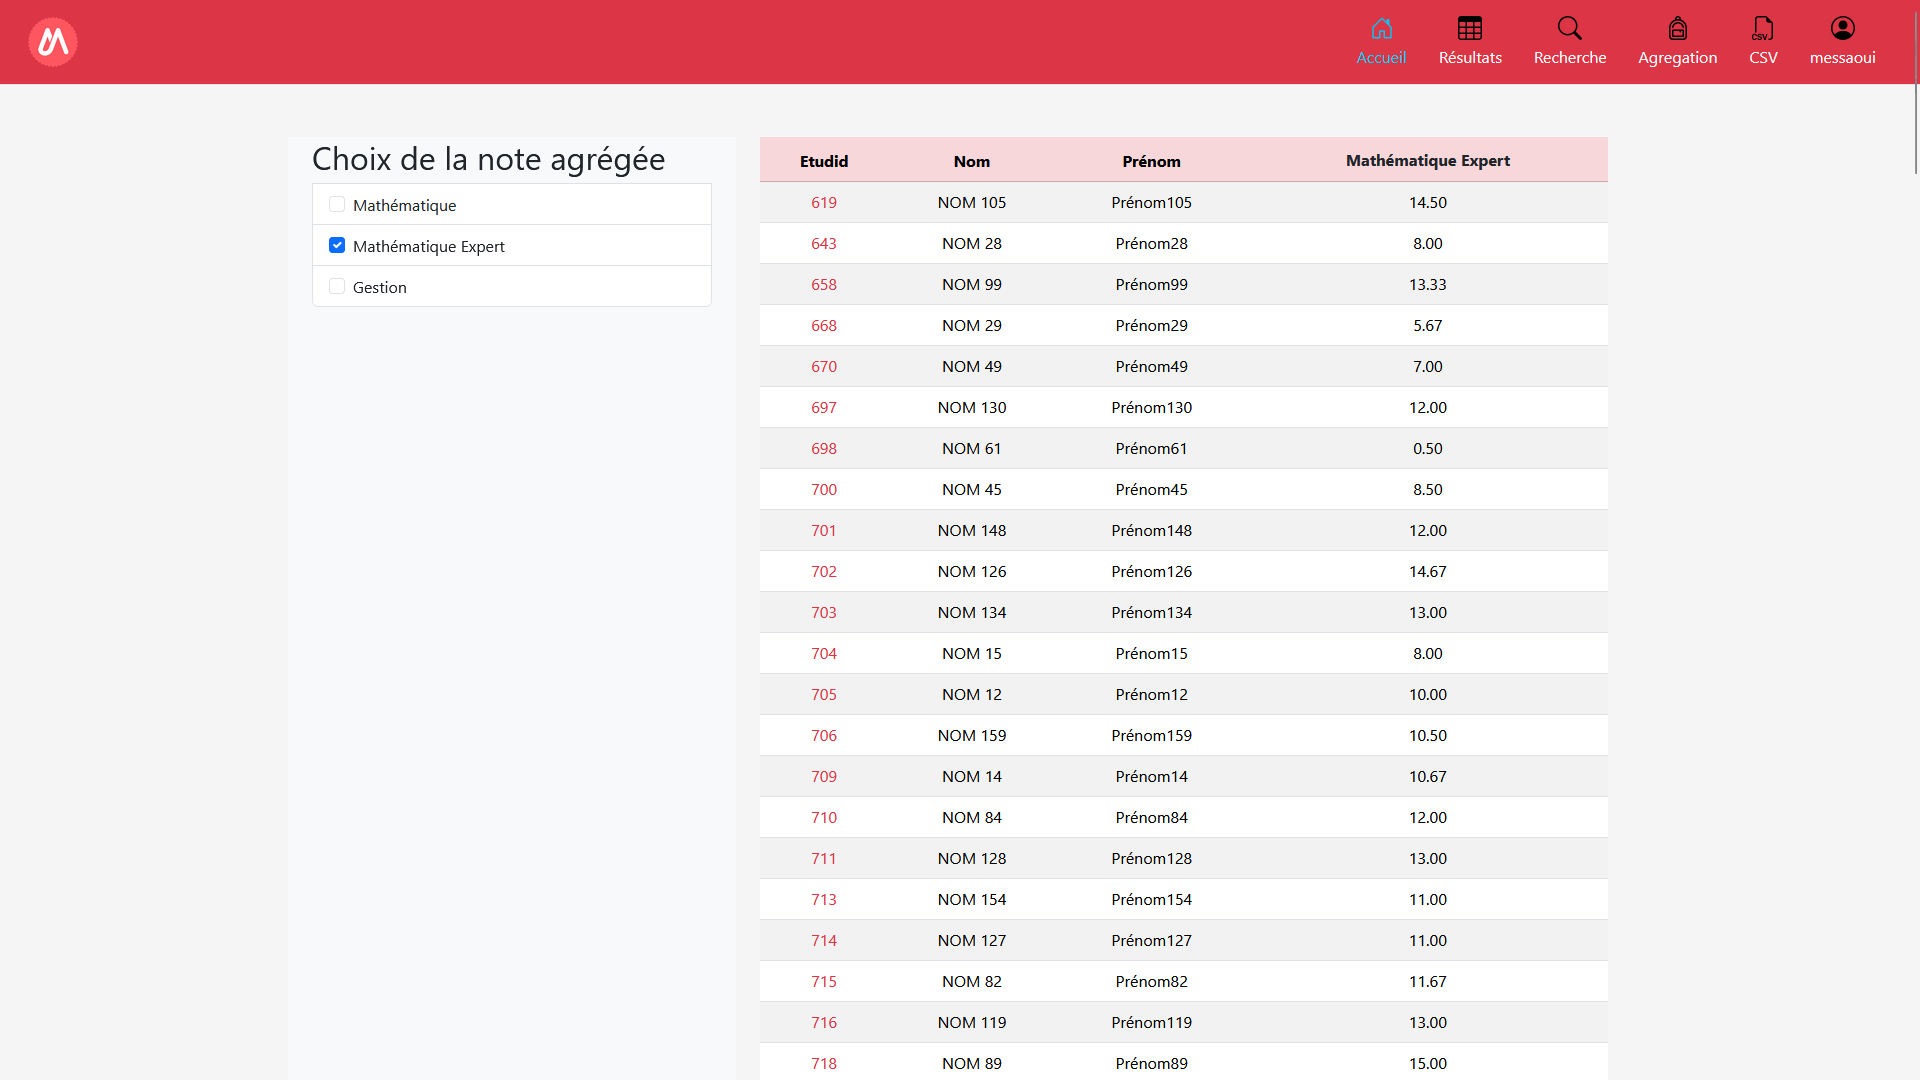 Accueil Résultats Recherche Agregation CSV messaoui
Choix de la note agrégée
Mathématique
Mathématique Expert
Gestion
Etudid Nom Prénom Mathématique Expert
619 NOM 105 Prénom105 14.50
643 NOM 28 Prénom28 8.00
658 NOM 99 Prénom99 13.33
668 NOM 29 Prénom29 5.67
670 NOM 49 Prénom49 7.00
697 NOM 130 Prénom130 12.00
698 NOM 61 Prénom61 0.50
700 NOM 45 Prénom45 8.50
701 NOM 148 Prénom148 12.00
702 NOM 126 Prénom126 14.67
703 NOM 134 Prénom134 13.00
704 NOM 15 Prénom15 8.00
705 NOM 12 Prénom12 10.00
706 NOM 159 Prénom159 10.50
709 NOM 14 Prénom14 10.67
710 NOM 84 Prénom84 12.00
711 NOM 128 Prénom128 13.00
713 NOM 154 Prénom154 11.00
714 NOM 127 Prénom127 11.00
715 NOM 82 Prénom82 11.67
716 NOM 119 Prénom119 13.00
718 NOM 89 Prénom89 15.00